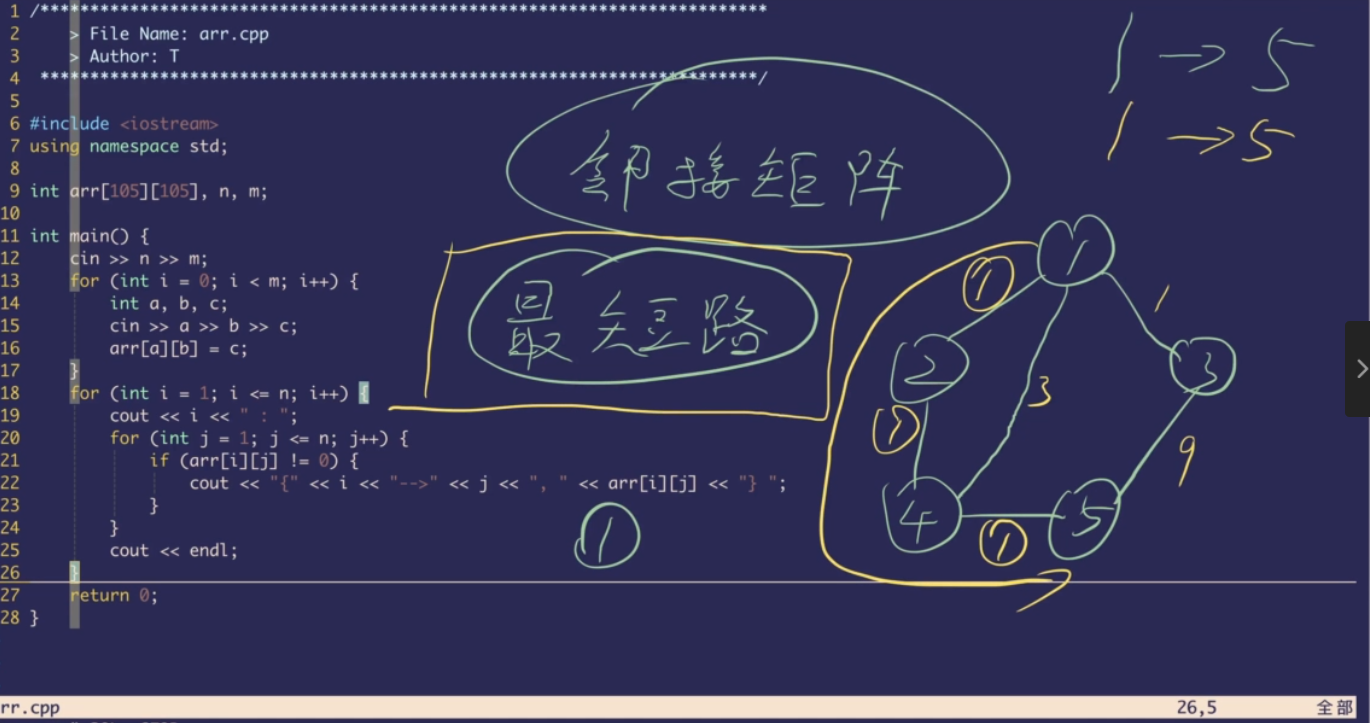 1 /**************************************************************************
2     > File Name: arr.cpp
3     > Author: T
4  ************************************************************************/
5
6 #include <iostream>
7 using namespace std;
8
9 int arr[105][105], n, m;
10
11 int main() {
12     cin >> n >> m;
13     for (int i = 0; i < m; i++) {
14         int a, b, c;
15         cin >> a >> b >> c;
16         arr[a][b] = c;
17     }
18     for (int i = 1; i <= n; i++) {
19         cout << i << " : ";
20         for (int j = 1; j <= n; j++) {
21             if (arr[i][j] != 0) {
22                 cout << "{" << i << "-->" << j << ", " << arr[i][j] << "} ";
23             }
24         }
25         cout << endl;
26     }
27     return 0;
28 }
1 → 5
1 → 5
邻接矩阵
最短路
1
1
1
2
3
3
1
9
4
1
5
1
rr.cpp 26,5 全部